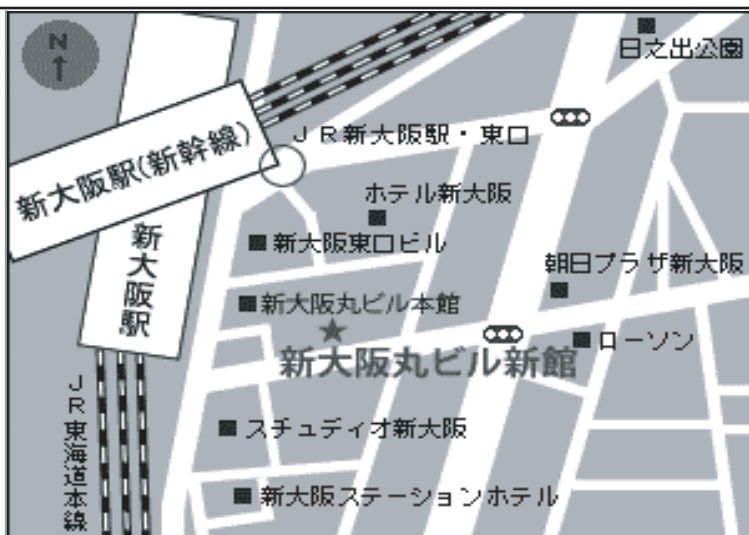 N
日之出公園
JR新大阪駅・東口
新大阪駅(新幹線)
ホテル新大阪
新大阪東口ビル
新大阪駅
朝日プラザ新大阪
新大阪丸ビル本館
ローソン
新大阪丸ビル新館
JR東海道本線
スチュディオ新大阪
新大阪ステーションホテル